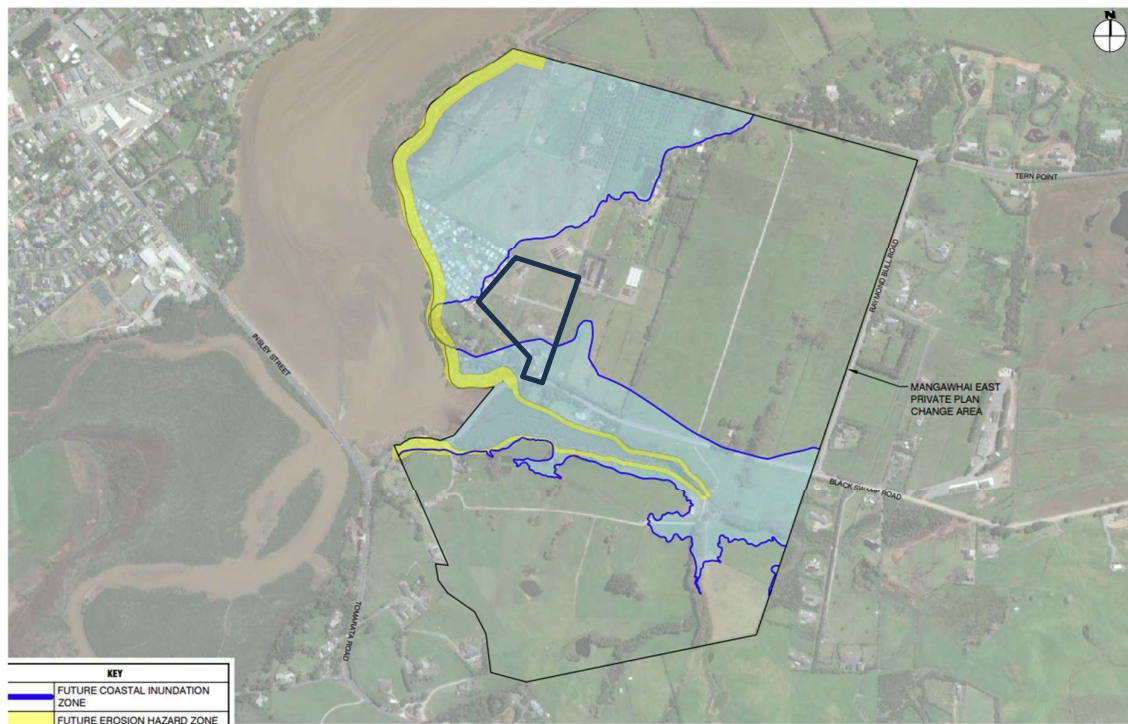 N
TERN POINT
RAYMOND BULL ROAD
INSLEY STREET
MANGAWHAI EAST
PRIVATE PLAN
CHANGE AREA
BLACK SWAMP ROAD
TOMARATA ROAD
KEY
FUTURE COASTAL INUNDATION
ZONE
FUTURE EROSION HAZARD ZONE